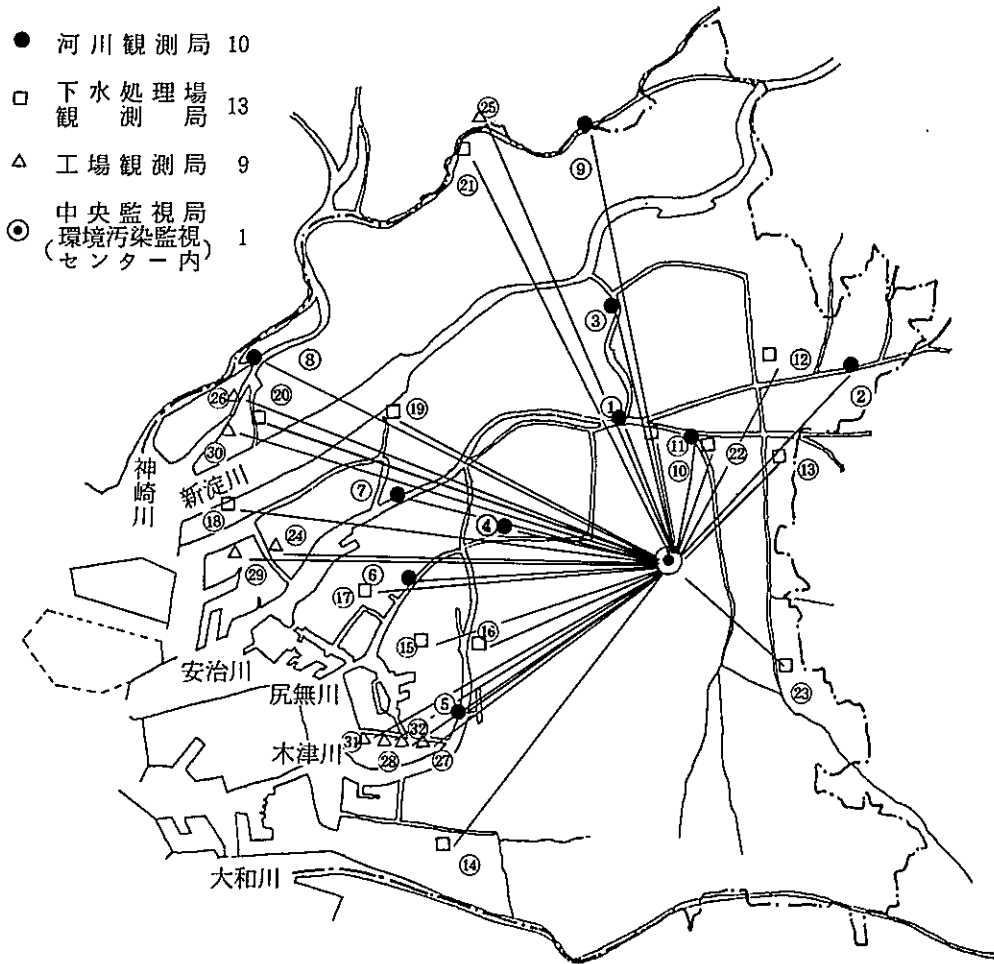 ● 河川観測局 10
□ 下水処理場
観測局 13
△ 工場観測局 9
◉ 中央監視局
(環境汚染監視
センター内) 1
㉕
⑨
㉑
③
⑧
⑫
②
㉖
⑳
⑲
①
⑪
㉚
⑩
㉒
⑬
神崎川
新淀川
⑦
⑱
④
㉔
㉙
⑥
⑰
⑮
⑯
安治川
尻無川
㉓
⑤
木津川
㉛
㉜
㉘
㉗
⑭
大和川